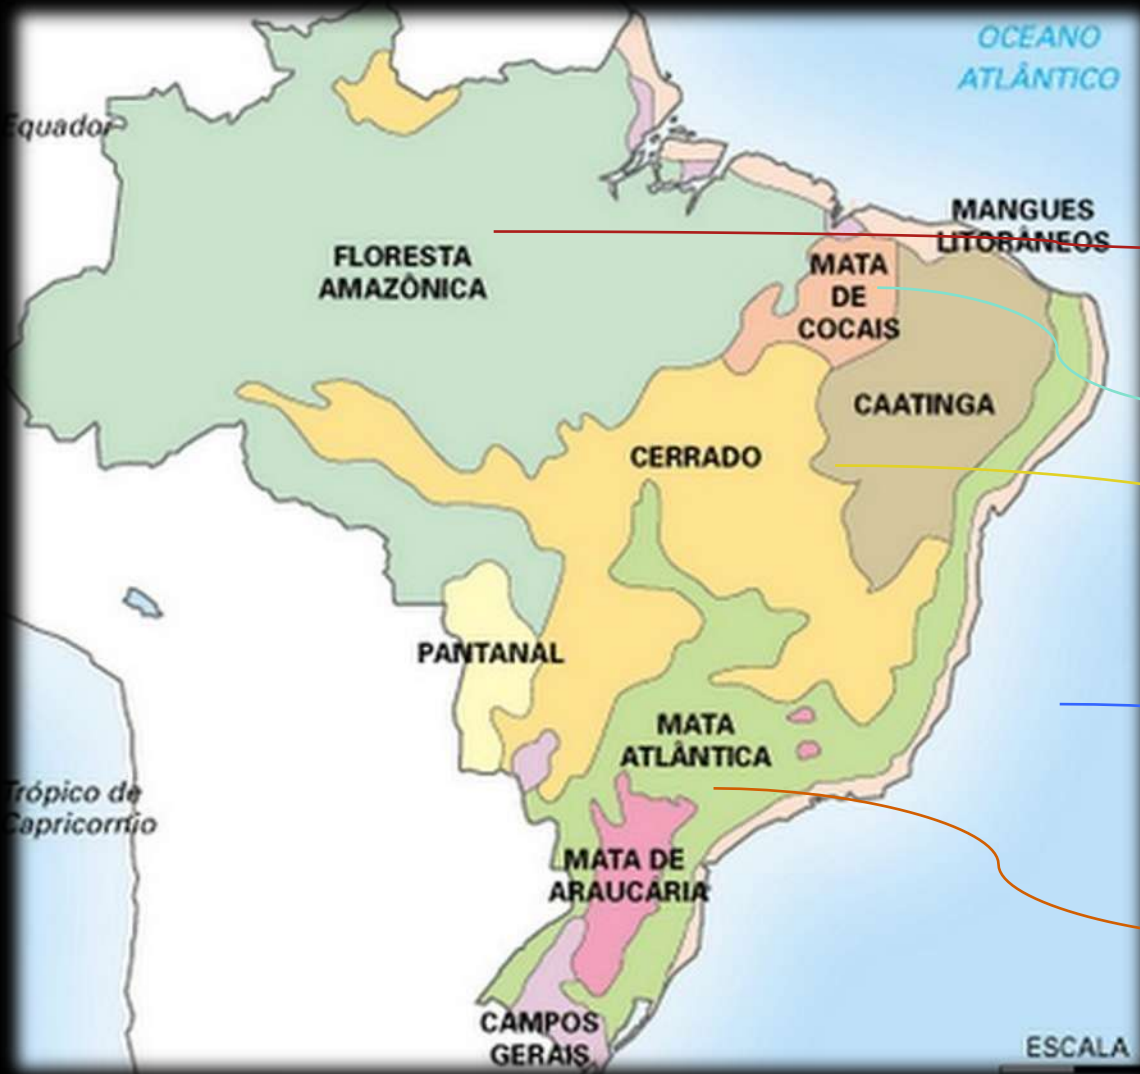 OCEANO
ATLÂNTICO
Equador
MANGUES
LITORÂNEOS
FLORESTA
AMAZÔNICA
MATA
DE
COCAIS
CAATINGA
CERRADO
PANTANAL
MATA
ATLÂNTICA
Trópico de
Capricórnio
MATA DE
ARAUCÁRIA
CAMPOS
GERAIS
ESCALA